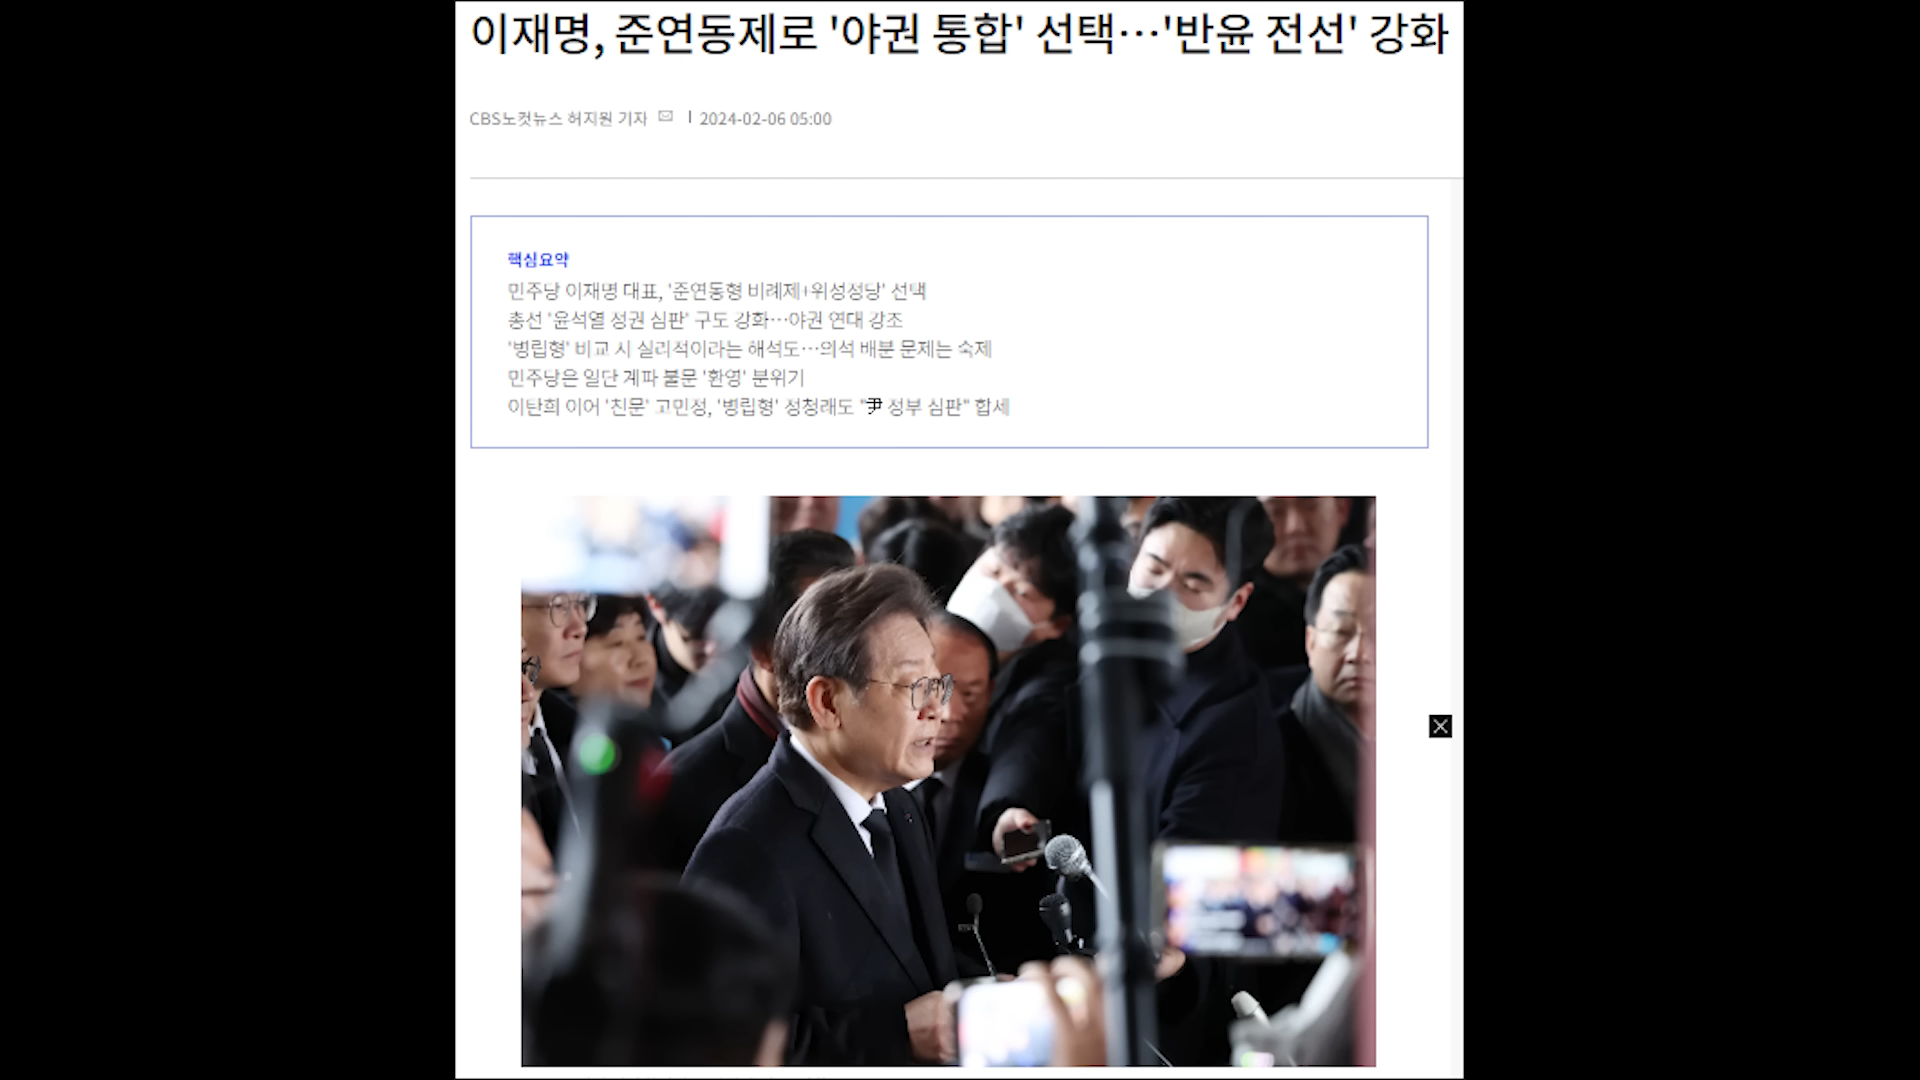 이재명, 준연동제로 '야권 통합' 선택…'반윤 전선' 강화
CBS노컷뉴스 허지원 기자 2024-02-06 05:00
핵심요약
민주당 이재명 대표, '준연동형 비례제+위성정당' 선택
총선 '윤석열 정권 심판' 구도 강화…야권 연대 강조
'병립형' 비교 시 실리적이라는 해석도…의석 배분 문제는 숙제
민주당은 일단 계파 불문 '환영' 분위기
이탄희 이어 '친문' 고민정, '병립형' 정청래도 "尹 정부 심판" 합세